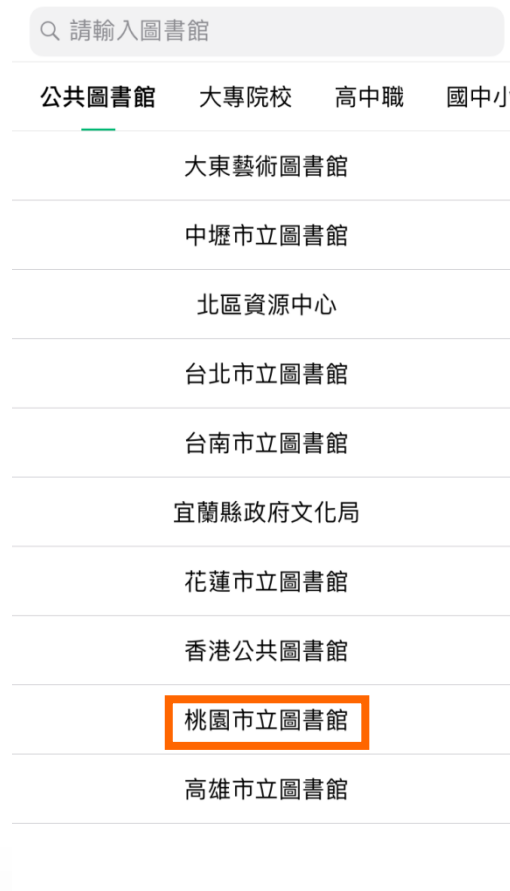 請輸入圖書館
公共圖書館 大專院校 高中職 國中小
大東藝術圖書館
中壢市立圖書館
北區資源中心
台北市立圖書館
台南市立圖書館
宜蘭縣政府文化局
花蓮市立圖書館
香港公共圖書館
桃園市立圖書館
高雄市立圖書館